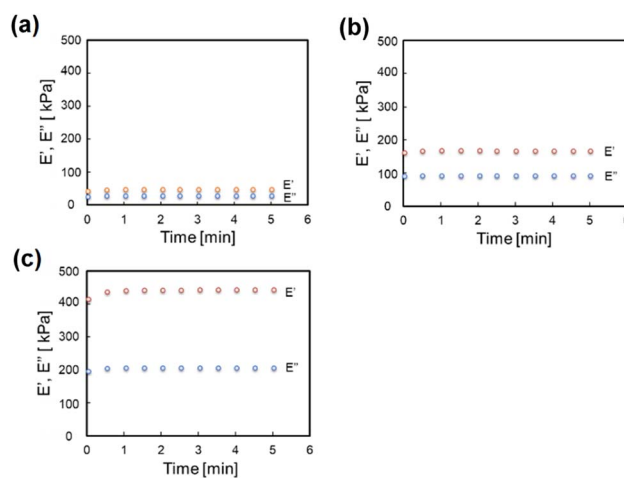 (a)
500
400
300
200
100
0
E', E" [ kPa]
E'
E"
0 1 2 3 4 5 6
Time [min]
(b)
500
400
300
200
100
0
E', E" [ kPa]
E'
E"
0 1 2 3 4 5
Time [min]
(c)
500
400
300
200
100
0
E', E" [ kPa]
E'
E"
0 1 2 3 4 5 6
Time [min]